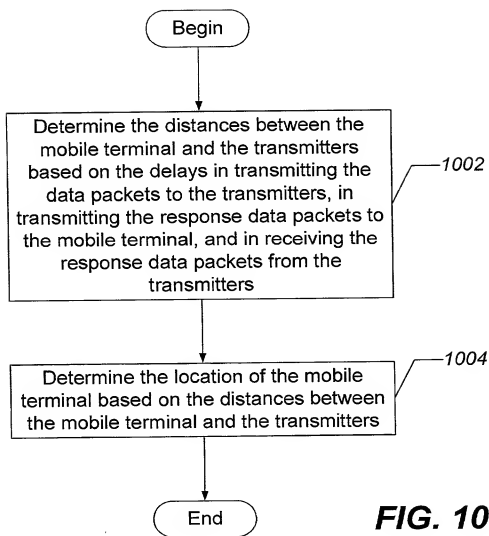 Begin
Determine the distances between the
mobile terminal and the transmitters
based on the delays in transmitting the
data packets to the transmitters, in
transmitting the response data packets to
the mobile terminal, and in receiving the
response data packets from the
transmitters
1002
Determine the location of the mobile
terminal based on the distances between
the mobile terminal and the transmitters
1004
End
FIG. 10